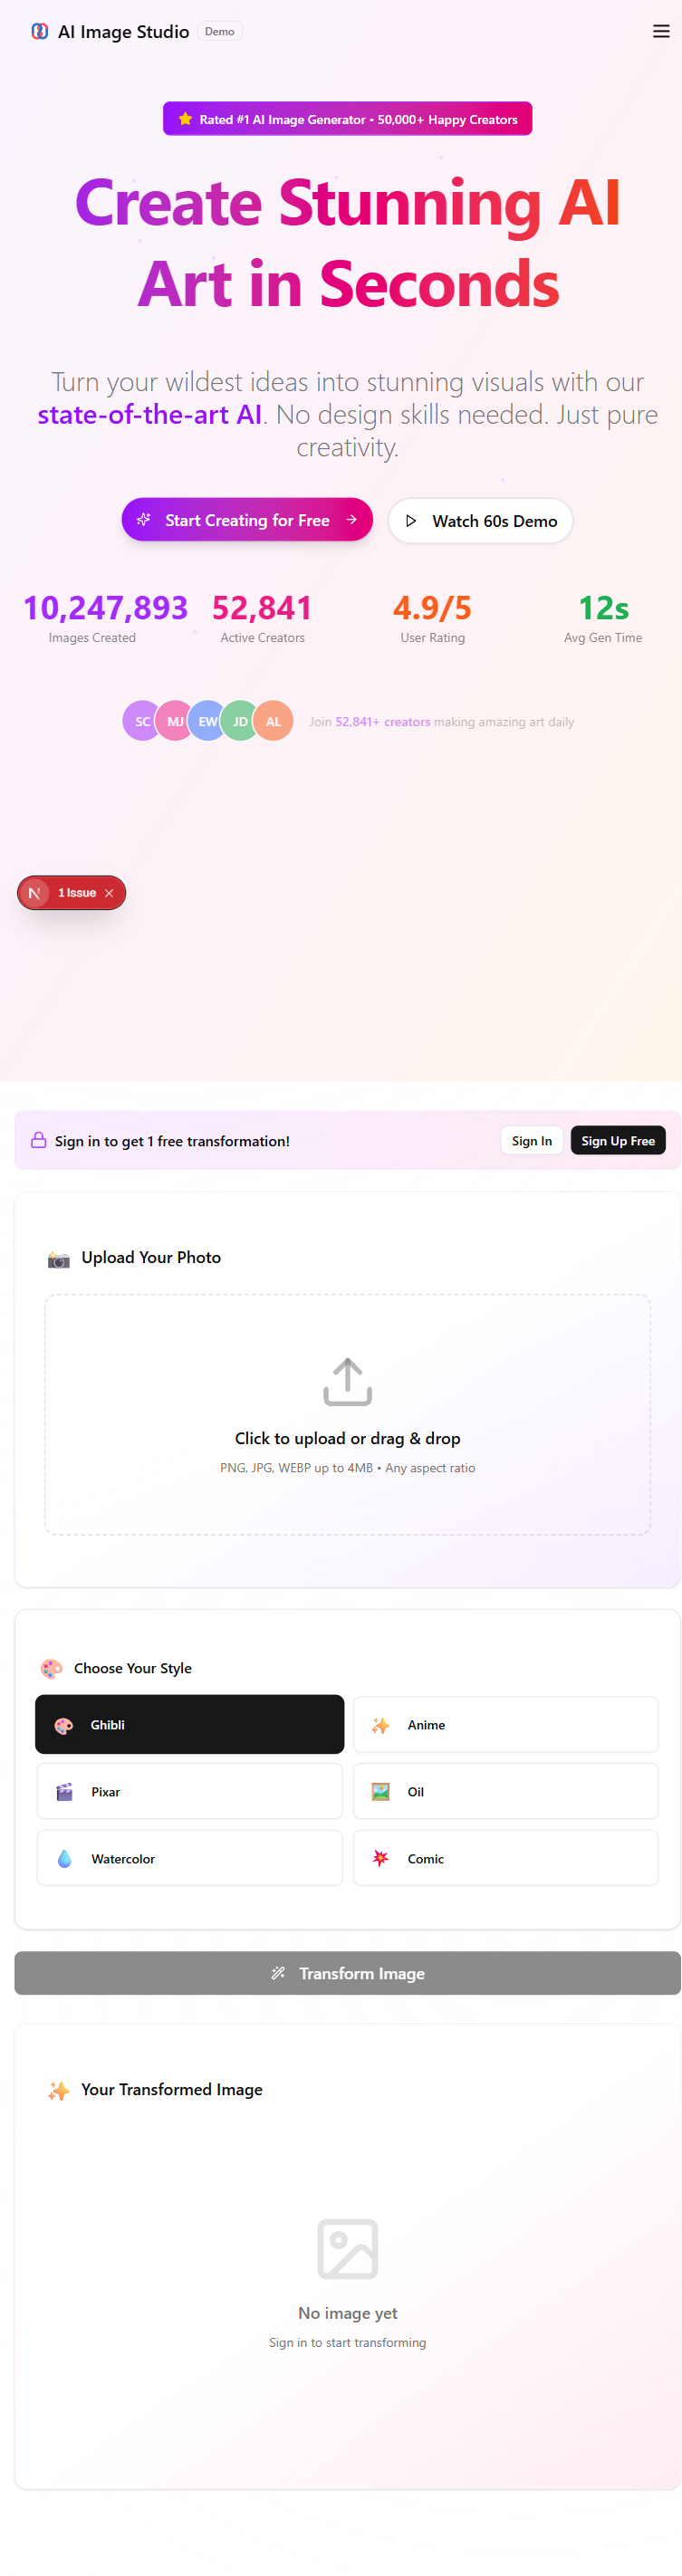 AI Image Studio Demo
⭐ Rated #1 AI Image Generator • 50,000+ Happy Creators
Create Stunning AI
Art in Seconds
Turn your wildest ideas into stunning visuals with our
state-of-the-art AI. No design skills needed. Just pure
creativity.
Start Creating for Free →
Watch 60s Demo
10,247,893 52,841 4.9/5 12s
Images Created Active Creators User Rating Avg Gen Time
SC MJ EW JD AL Join 52,841+ creators making amazing art daily
N 1 Issue ×
Sign in to get 1 free transformation! Sign In Sign Up Free
Upload Your Photo
Click to upload or drag & drop
PNG, JPG, WEBP up to 4MB • Any aspect ratio
Choose Your Style
Ghibli Anime
Pixar Oil
Watercolor Comic
Transform Image
Your Transformed Image
No image yet
Sign in to start transforming